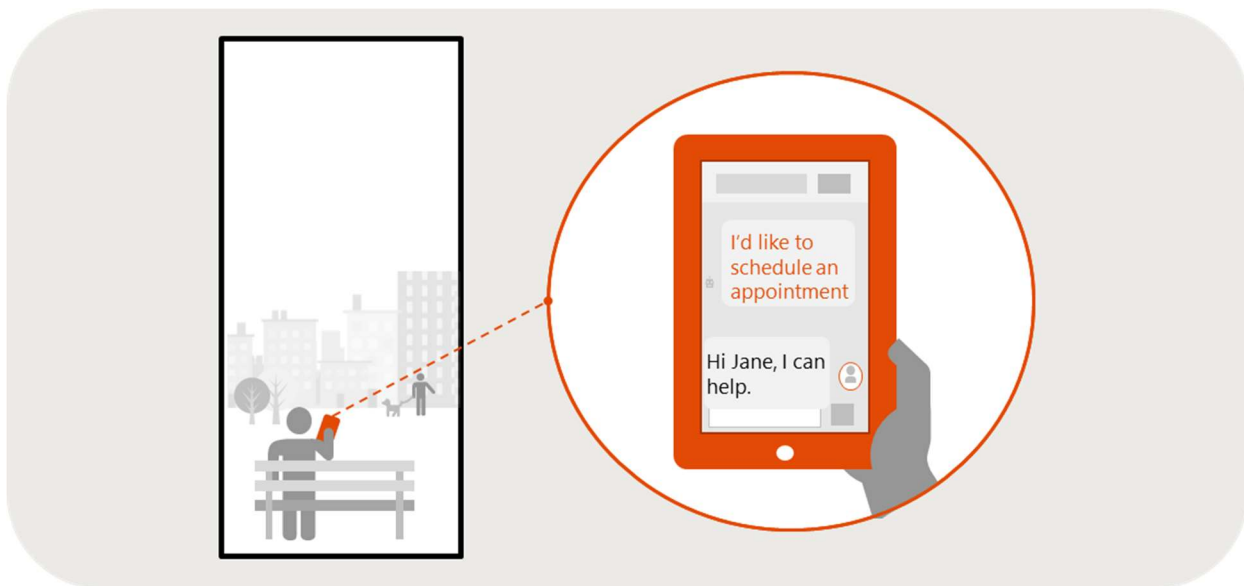 I’d like to
schedule an
appointment
Hi Jane, I can
help.